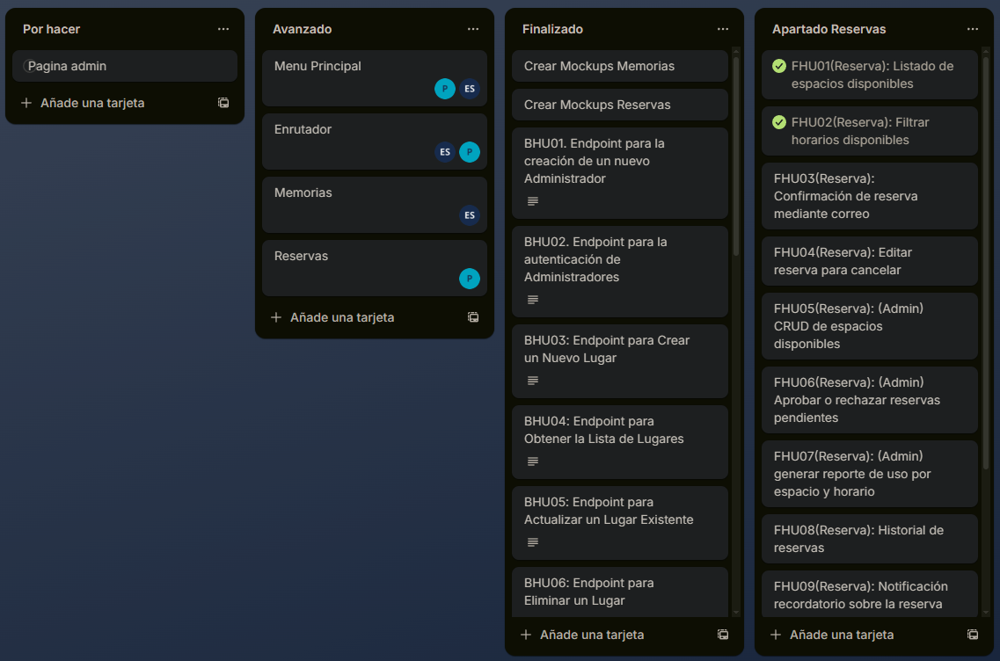 Por hacer
Pagina admin
Añade una tarjeta
Avanzado
Menu Principal
P ES
Enrutador
ES P
Memorias
ES
Reservas
P
Añade una tarjeta
Finalizado
Crear Mockups Memorias
Crear Mockups Reservas
BHU01. Endpoint para la
creación de un nuevo
Administrador
BHU02. Endpoint para la
autenticación de
Administradores
BHU03: Endpoint para Crear
un Nuevo Lugar
BHU04: Endpoint para
Obtener la Lista de Lugares
BHU05: Endpoint para
Actualizar un Lugar Existente
BHU06: Endpoint para
Eliminar un Lugar
Añade una tarjeta
Apartado Reservas
FHU01(Reserva): Listado de
espacios disponibles
FHU02(Reserva): Filtrar
horarios disponibles
FHU03(Reserva):
Confirmación de reserva
mediante correo
FHU04(Reserva): Editar
reserva para cancelar
FHU05(Reserva): (Admin)
CRUD de espacios
disponibles
FHU06(Reserva): (Admin)
Aprobar o rechazar reservas
pendientes
FHU07(Reserva): (Admin)
generar reporte de uso por
espacio y horario
FHU08(Reserva): Historial de
reservas
FHU09(Reserva): Notificación
recordatorio sobre la reserva
Añade una tarjeta